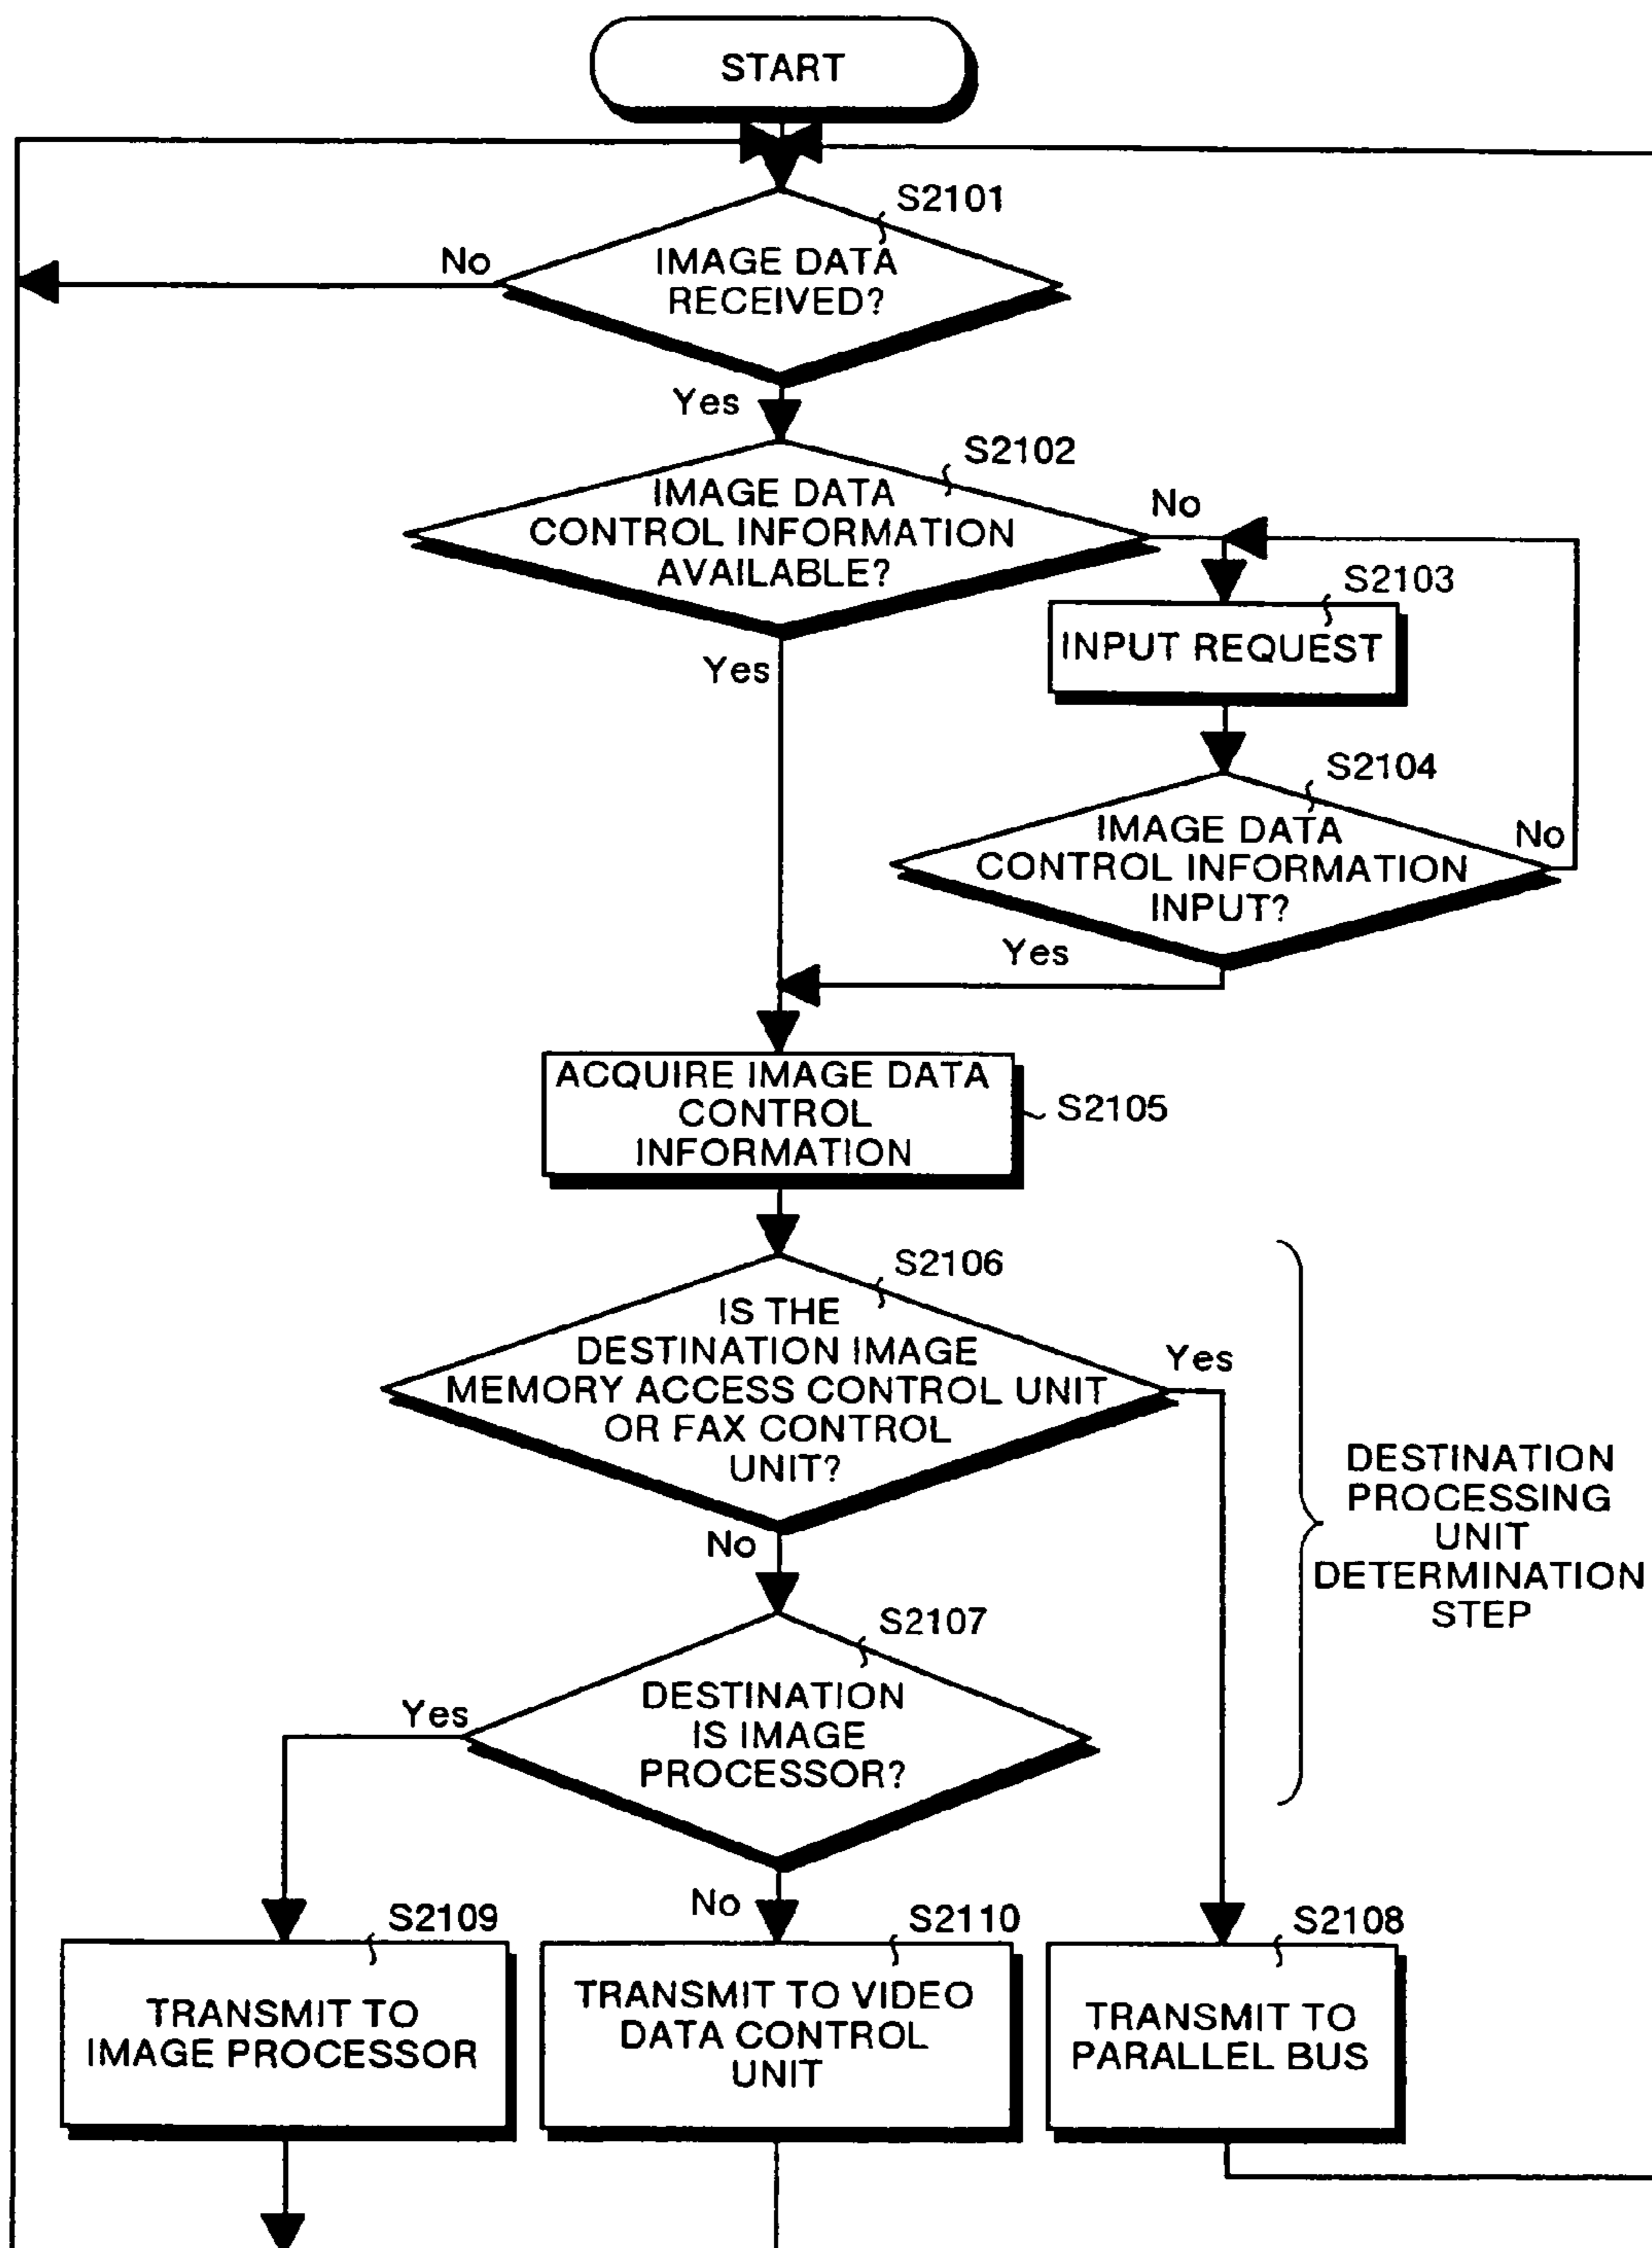 START
S2101
No
IMAGE DATA
RECEIVED?
Yes
S2102
IMAGE DATA
CONTROL INFORMATION
AVAILABLE?
No
S2103
INPUT REQUEST
Yes
S2104
IMAGE DATA
CONTROL INFORMATION
INPUT?
No
Yes
ACQUIRE IMAGE DATA
CONTROL
INFORMATION
S2105
S2106
IS THE
DESTINATION IMAGE
MEMORY ACCESS CONTROL UNIT
OR FAX CONTROL
UNIT?
Yes
No
DESTINATION
PROCESSING
UNIT
DETERMINATION
STEP
S2107
DESTINATION
IS IMAGE
PROCESSOR?
Yes
No
S2109
TRANSMIT TO
IMAGE PROCESSOR
S2110
TRANSMIT TO VIDEO
DATA CONTROL
UNIT
S2108
TRANSMIT TO
PARALLEL BUS